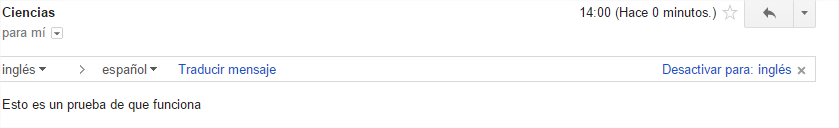 Ciencias 14:00 (Hace 0 minutos.)
para mí
inglés español Traducir mensaje Desactivar para: inglés
Esto es un prueba de que funciona